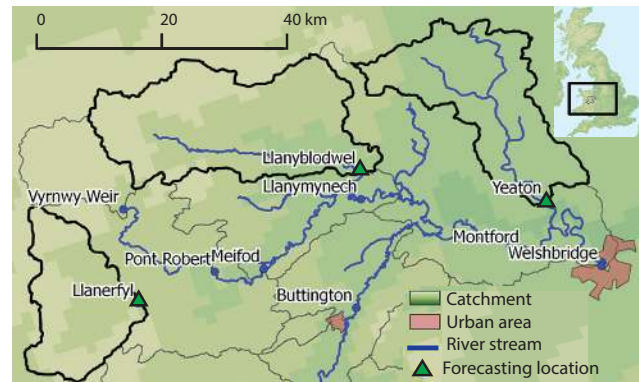 0 20 40 km
Llanyblodwel
Vyrnwy Weir
Llanymynech
Yeaton
Pont Robert
Meifod
Montford
Welshbridge
Llanerfyl
Buttington
Catchment
Urban area
River stream
Forecasting location